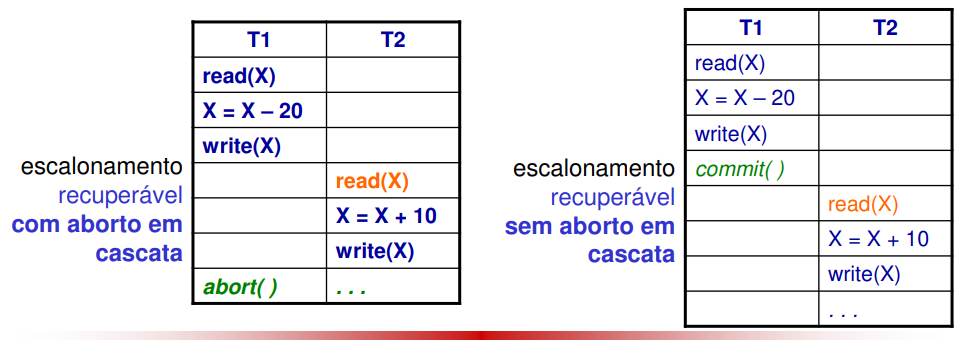 T1 T2
read(X)
X = X – 20
write(X)
read(X)
X = X + 10
write(X)
abort( ) . . .
escalonamento
recuperável
com aborto em
cascata
T1 T2
read(X)
X = X – 20
write(X)
commit( )
read(X)
X = X + 10
write(X)
. . .
escalonamento
recuperável
sem aborto em
cascata